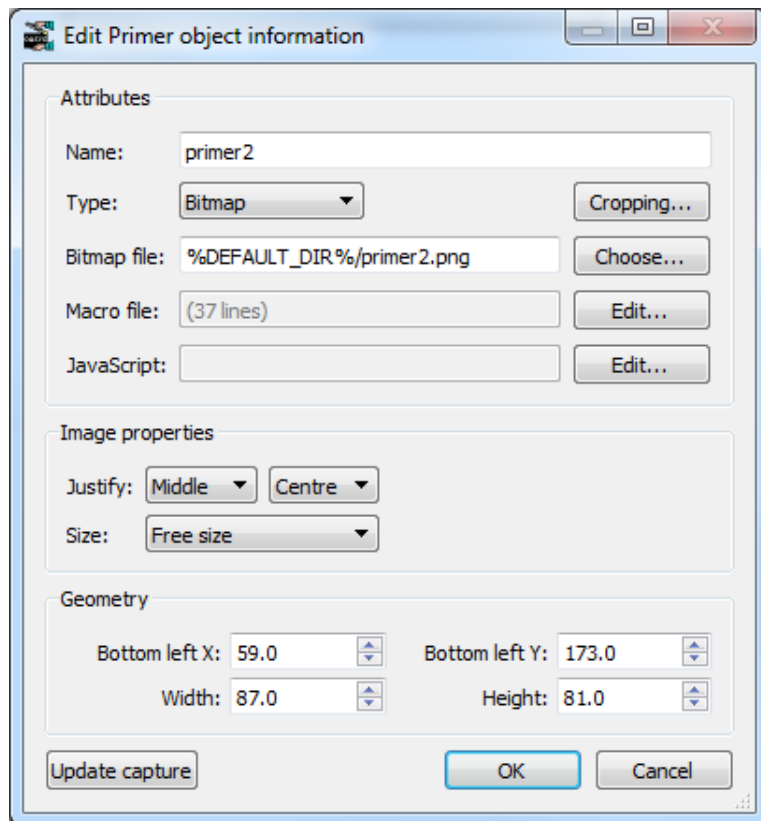 Edit Primer object information
Attributes
Name: primer2
Type: Bitmap Cropping...
Bitmap file: %DEFAULT_DIR%/primer2.png Choose...
Macro file: (37 lines) Edit...
JavaScript: Edit...
Image properties
Justify: Middle Centre
Size: Free size
Geometry
Bottom left X: 59.0 Bottom left Y: 173.0
Width: 87.0 Height: 81.0
Update capture OK Cancel